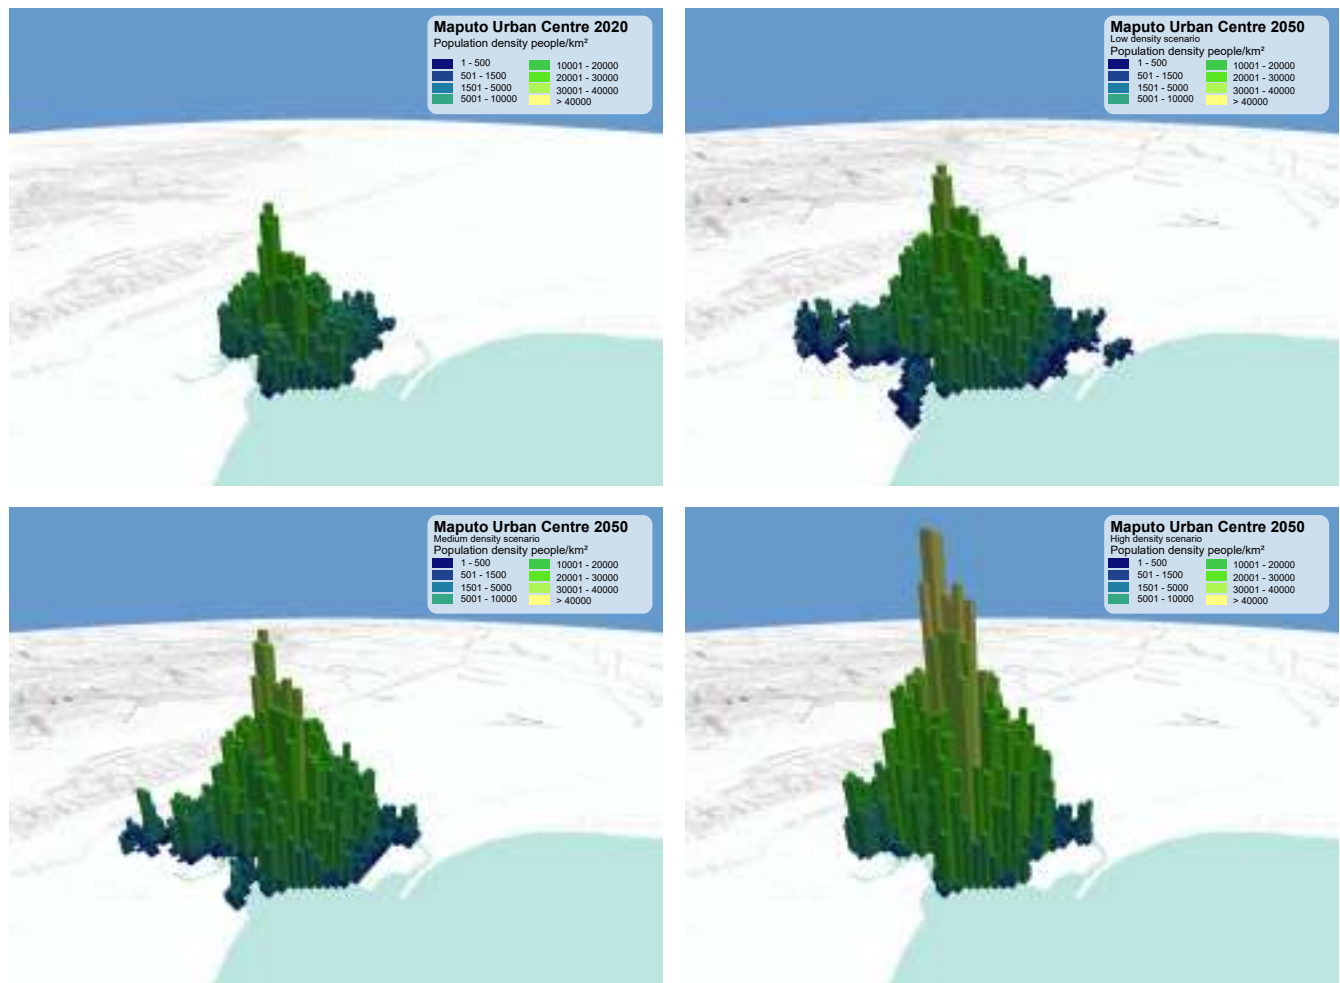 Maputo Urban Centre 2020
Population density people/km²
1 - 500
501 - 1500
1501 - 5000
5001 - 10000
10001 - 20000
20001 - 30000
30001 - 40000
> 40000
Maputo Urban Centre 2050
Low density scenario
Population density people/km²
1 - 500
501 - 1500
1501 - 5000
5001 - 10000
10001 - 20000
20001 - 30000
30001 - 40000
> 40000
Maputo Urban Centre 2050
Medium density scenario
Population density people/km²
1 - 500
501 - 1500
1501 - 5000
5001 - 10000
10001 - 20000
20001 - 30000
30001 - 40000
> 40000
Maputo Urban Centre 2050
High density scenario
Population density people/km²
1 - 500
501 - 1500
1501 - 5000
5001 - 10000
10001 - 20000
20001 - 30000
30001 - 40000
> 40000